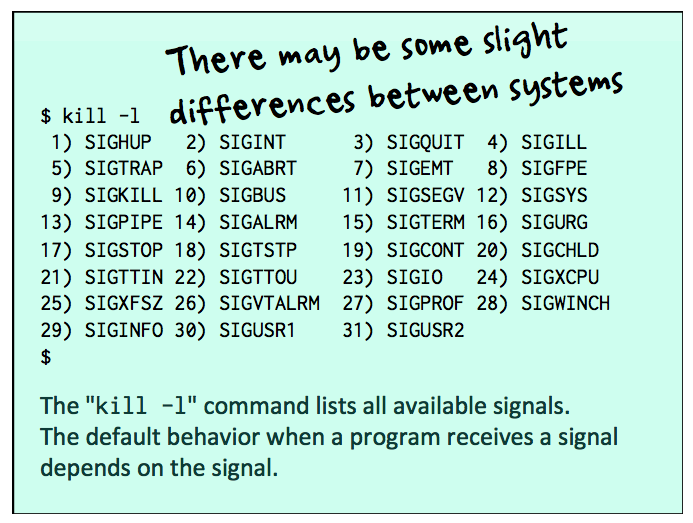 There may be some slight
differences between systems
$ kill -l
 1) SIGHUP   2) SIGINT     3) SIGQUIT  4) SIGILL
 5) SIGTRAP  6) SIGABRT    7) SIGEMT   8) SIGFPE
 9) SIGKILL 10) SIGBUS    11) SIGSEGV 12) SIGSYS
13) SIGPIPE 14) SIGALRM   15) SIGTERM 16) SIGURG
17) SIGSTOP 18) SIGTSTP   19) SIGCONT 20) SIGCHLD
21) SIGTTIN 22) SIGTTOU   23) SIGIO   24) SIGXCPU
25) SIGXFSZ 26) SIGVTALRM 27) SIGPROF 28) SIGWINCH
29) SIGINFO 30) SIGUSR1   31) SIGUSR2
$
The "kill -l" command lists all available signals.
The default behavior when a program receives a signal
depends on the signal.